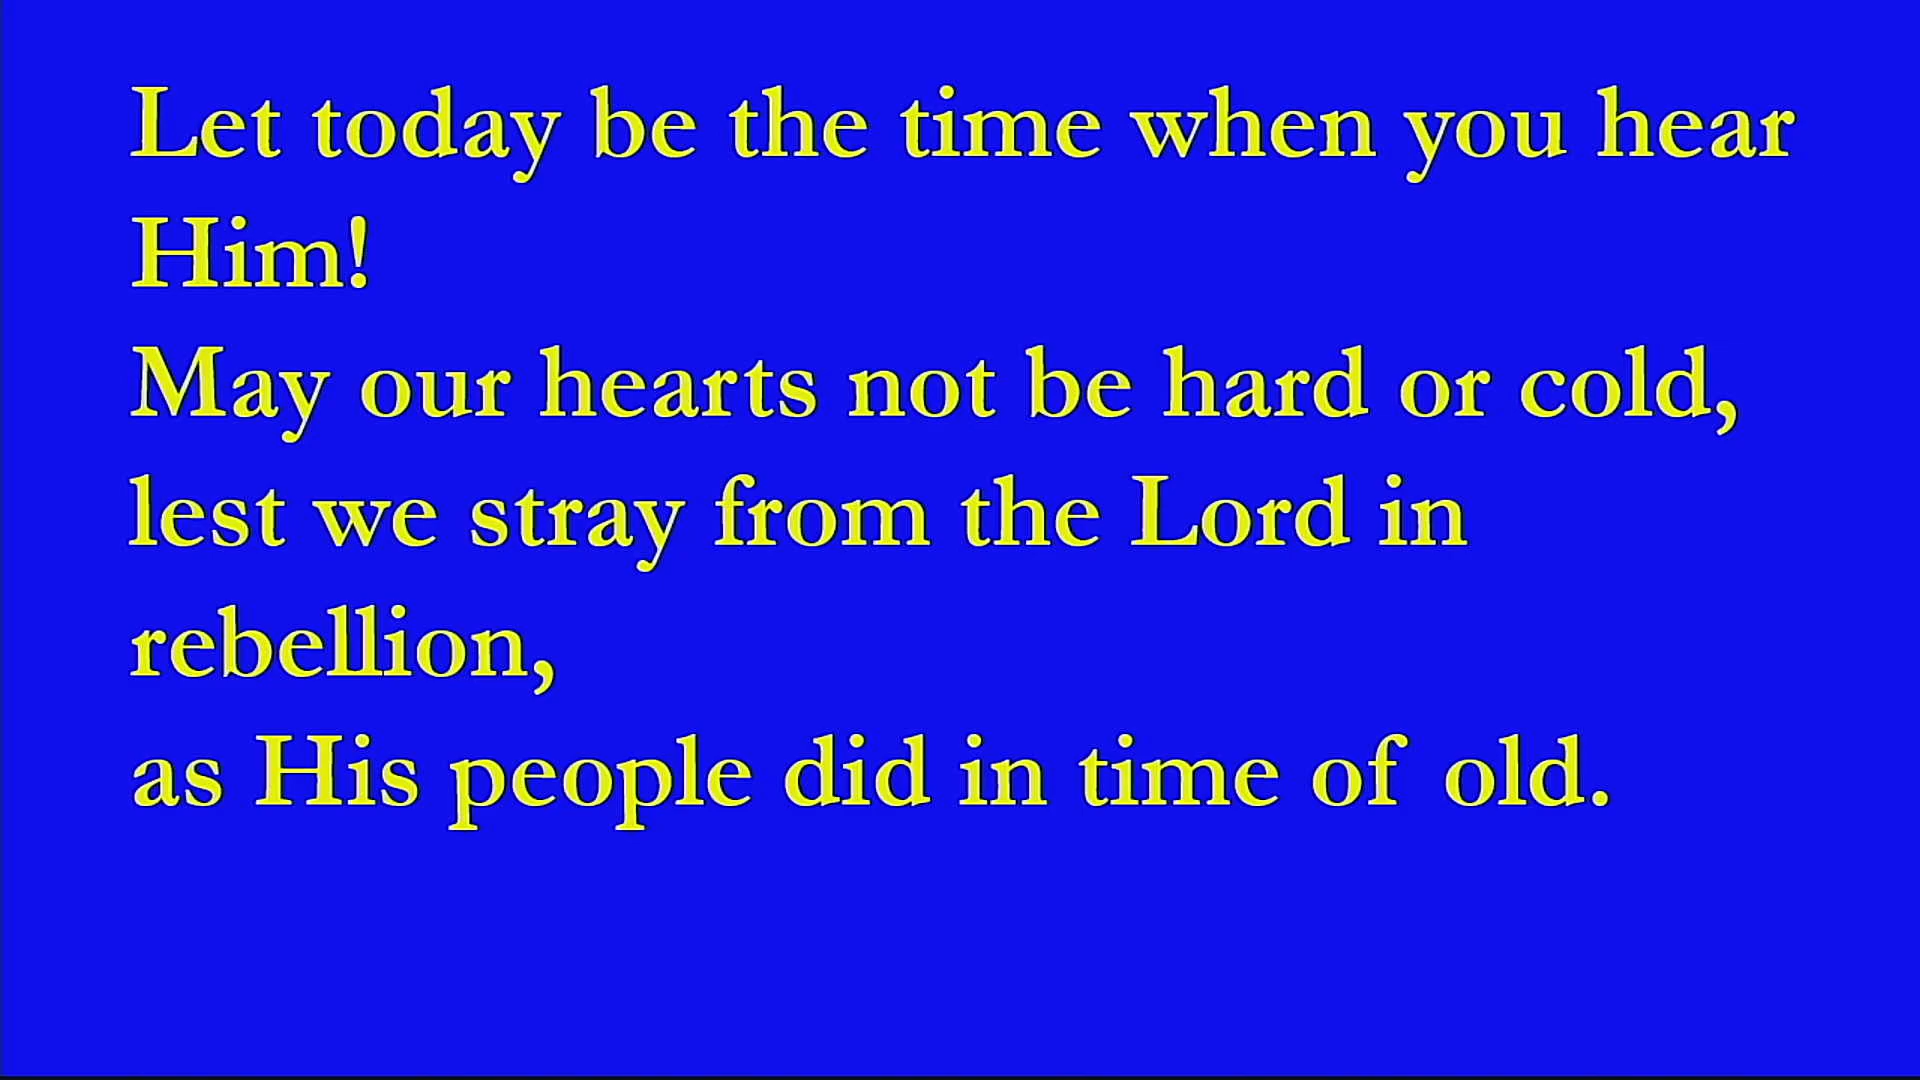 Let today be the time when you hear
Him!
May our hearts not be hard or cold,
lest we stray from the Lord in
rebellion,
as His people did in time of old.